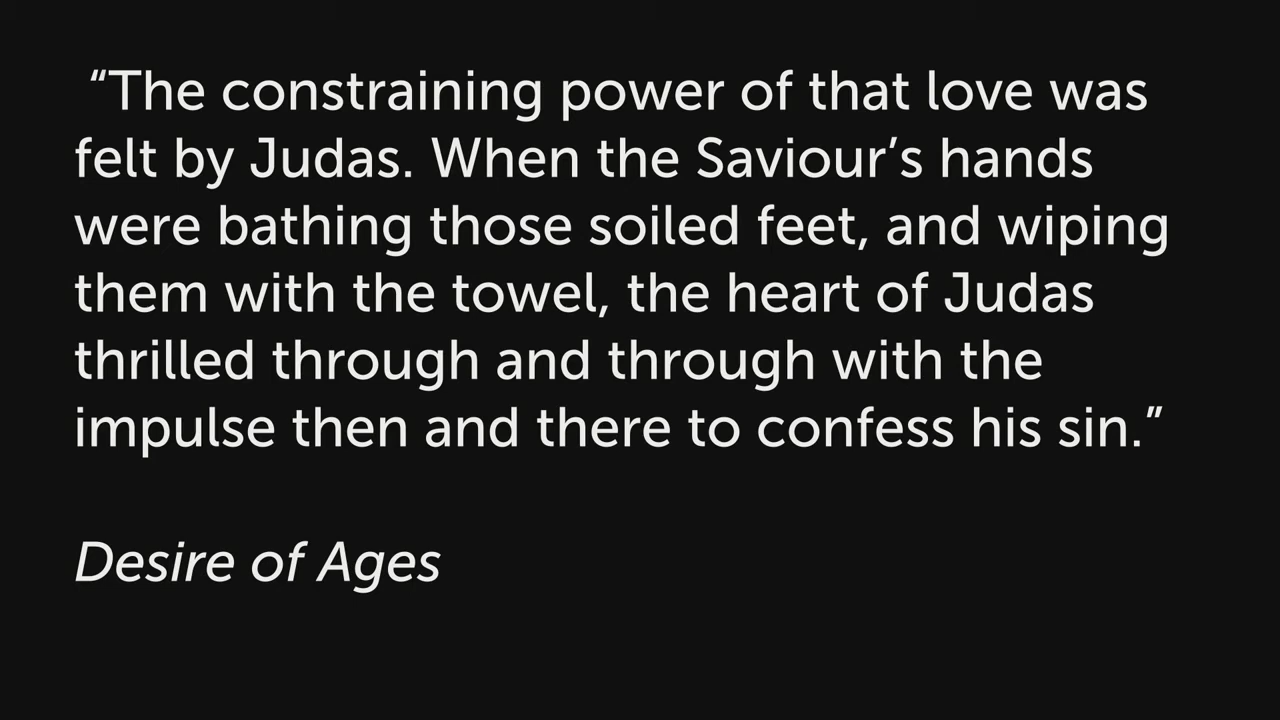 “The constraining power of that love was
felt by Judas. When the Saviour’s hands
were bathing those soiled feet, and wiping
them with the towel, the heart of Judas
thrilled through and through with the
impulse then and there to confess his sin.”
Desire of Ages